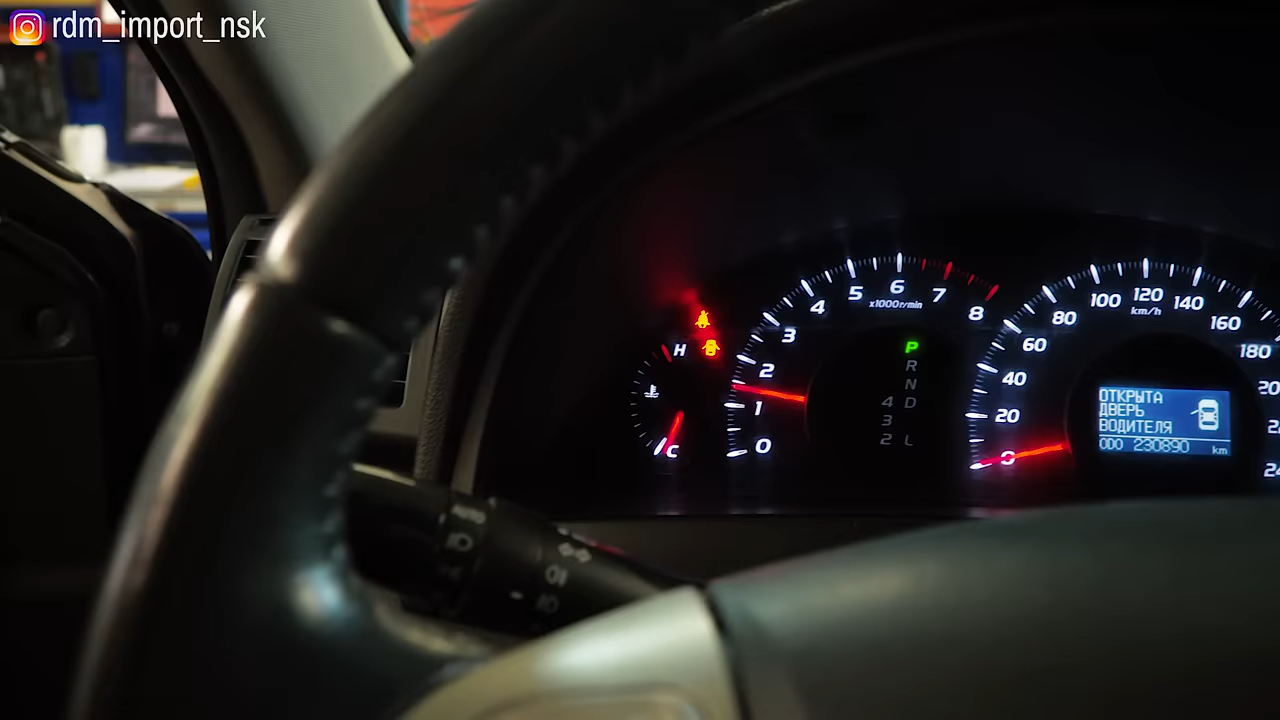 rdm_import_nsk
H
C
0
1
2
3
4
5
6
7
8
x1000r/min
P
R
N
4 D
3
2 L
0
20
40
60
80
100
120
140
160
180
km/h
ОТКРЫТА
ДВЕРЬ
ВОДИТЕЛЯ
ODO 230890 km
AUTO